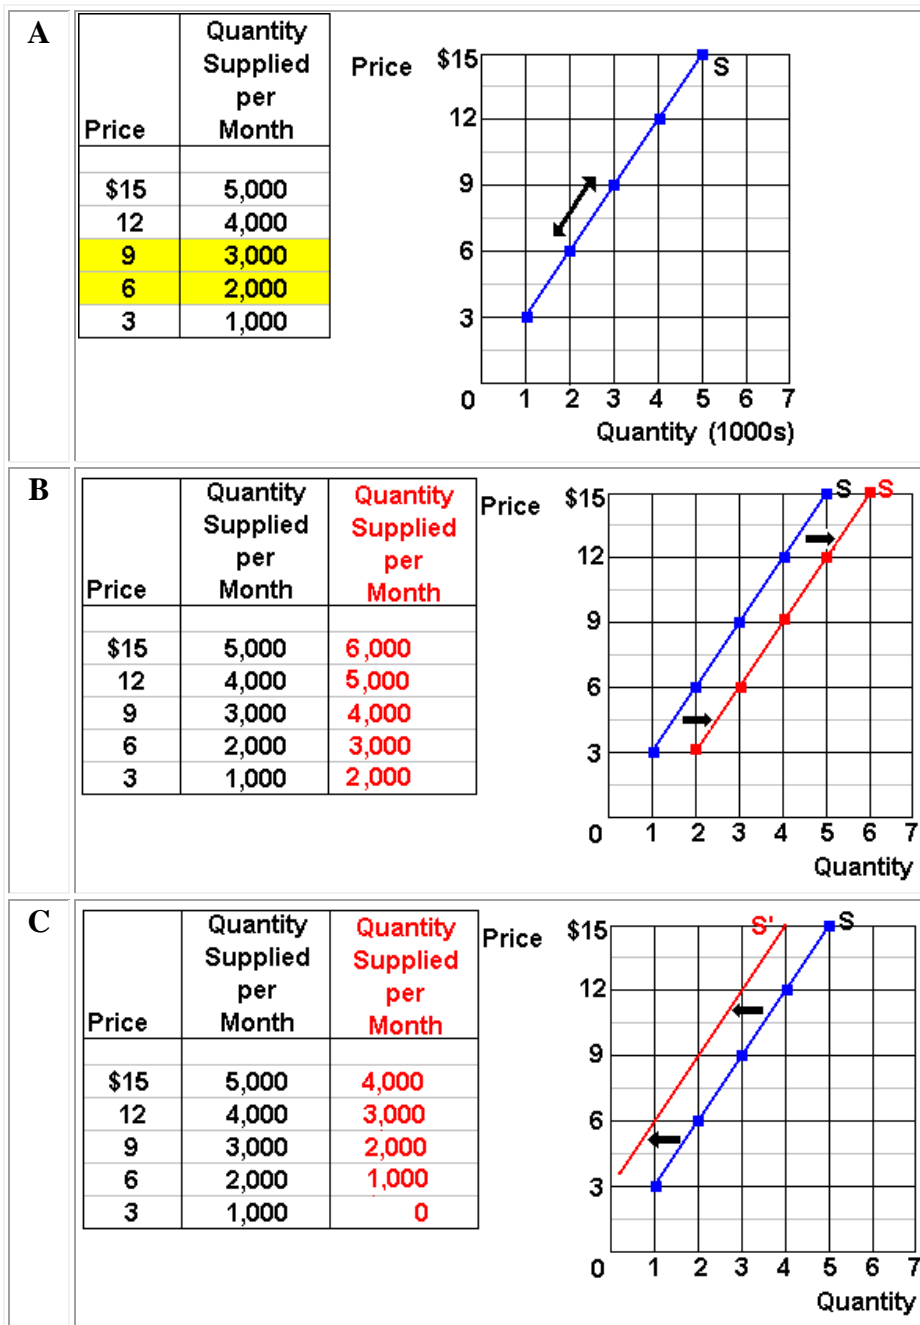 A
Price
Quantity
Supplied
per
Month
$15 5,000
12 4,000
9 3,000
6 2,000
3 1,000
Price
$15
12
9
6
3
0
S
1 2 3 4 5 6 7
Quantity (1000s)
B
Price
Quantity
Supplied
per
Month
Quantity
Supplied
per
Month
$15 5,000 6,000
12 4,000 5,000
9 3,000 4,000
6 2,000 3,000
3 1,000 2,000
Price
$15
12
9
6
3
0
S S
1 2 3 4 5 6 7
Quantity
C
Price
Quantity
Supplied
per
Month
Quantity
Supplied
per
Month
$15 5,000 4,000
12 4,000 3,000
9 3,000 2,000
6 2,000 1,000
3 1,000 0
Price
$15
12
9
6
3
0
S' S
1 2 3 4 5 6 7
Quantity